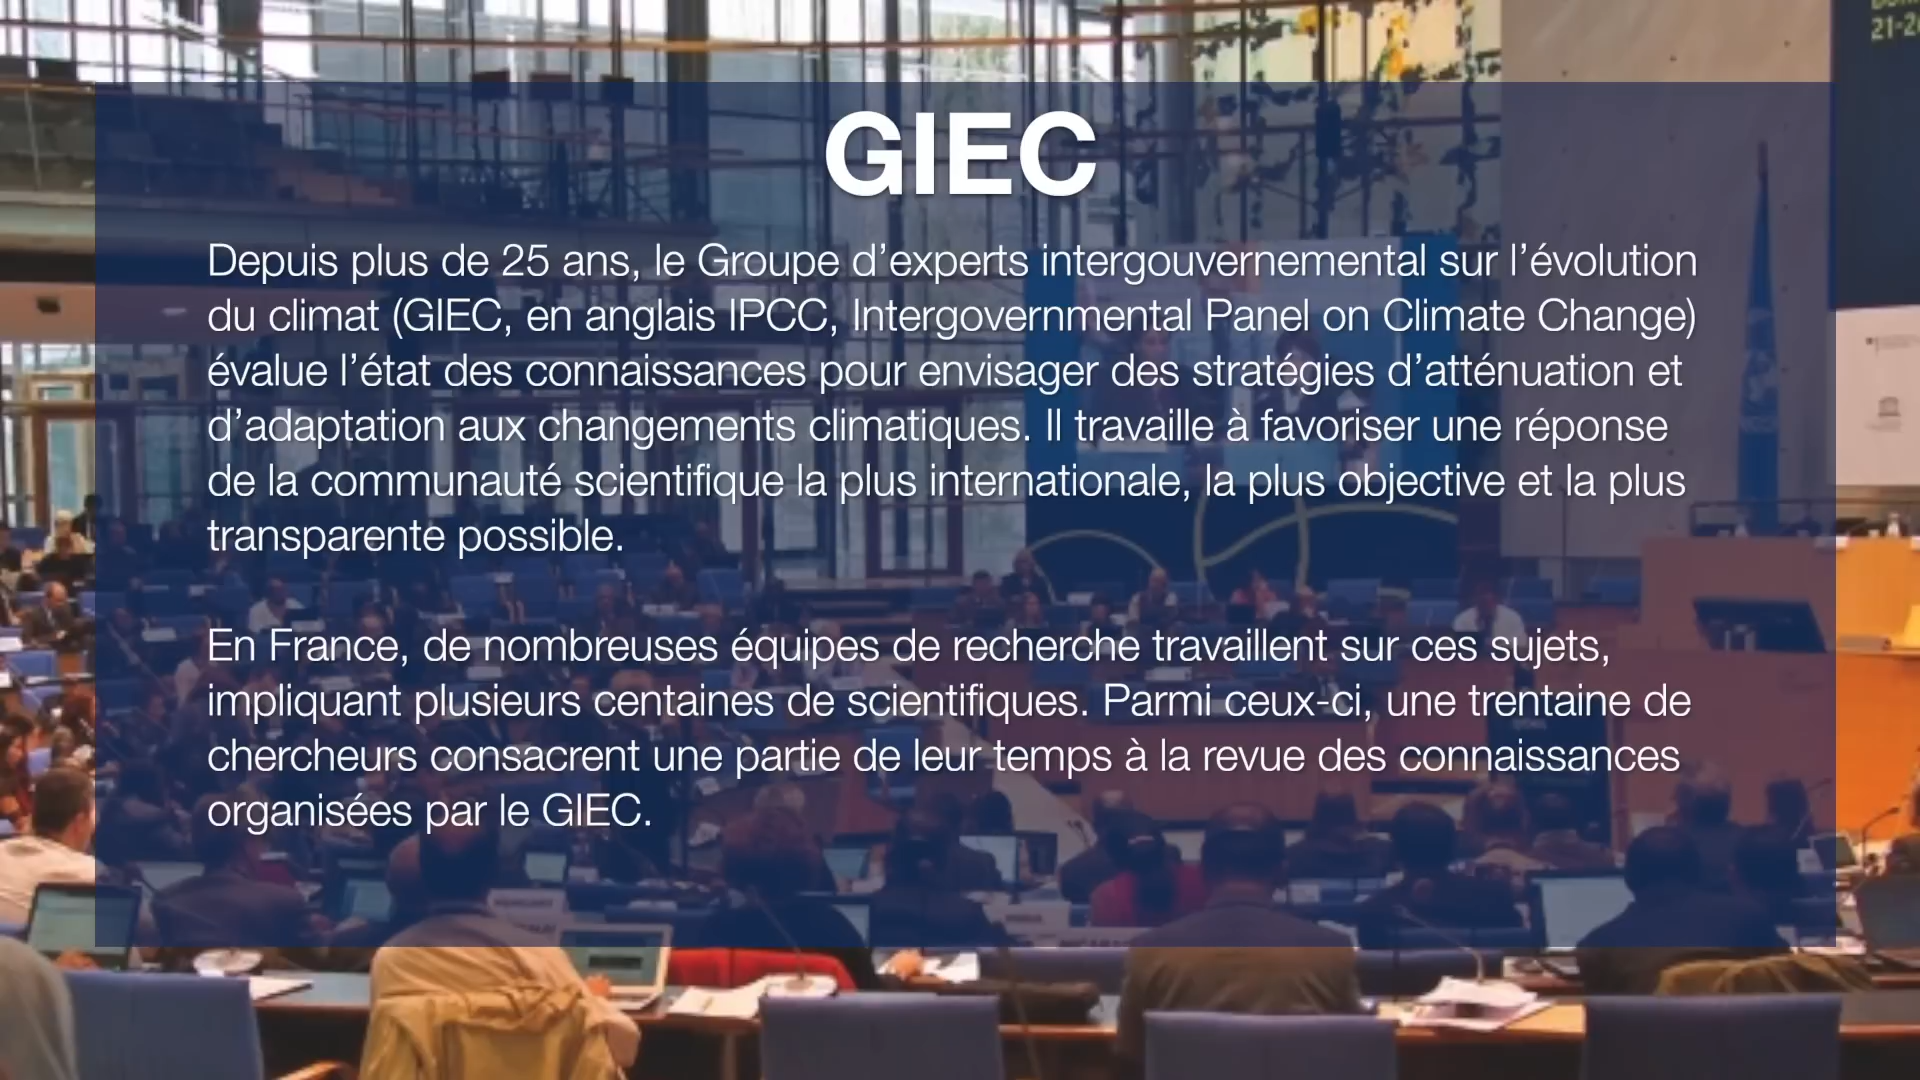 GIEC
Depuis plus de 25 ans, le Groupe d’experts intergouvernemental sur l’évolution
du climat (GIEC, en anglais IPCC, Intergovernmental Panel on Climate Change)
évalue l’état des connaissances pour envisager des stratégies d’atténuation et
d’adaptation aux changements climatiques. Il travaille à favoriser une réponse
de la communauté scientifique la plus internationale, la plus objective et la plus
transparente possible.
En France, de nombreuses équipes de recherche travaillent sur ces sujets,
impliquant plusieurs centaines de scientifiques. Parmi ceux-ci, une trentaine de
chercheurs consacrent une partie de leur temps à la revue des connaissances
organisées par le GIEC.